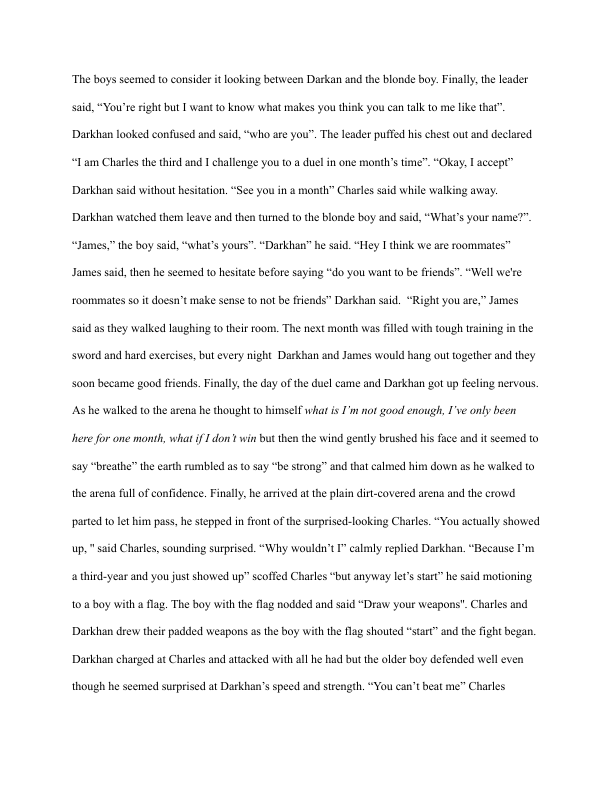 The boys seemed to consider it looking between Darkan and the blonde boy. Finally, the leader
said, “You’re right but I want to know what makes you think you can talk to me like that”.
Darkhan looked confused and said, “who are you”. The leader puffed his chest out and declared
“I am Charles the third and I challenge you to a duel in one month’s time”. “Okay, I accept”
Darkhan said without hesitation. “See you in a month” Charles said while walking away.
Darkhan watched them leave and then turned to the blonde boy and said, “What’s your name?”.
“James,” the boy said, “what’s yours”. “Darkhan” he said. “Hey I think we are roommates”
James said, then he seemed to hesitate before saying “do you want to be friends”. “Well we're
roommates so it doesn’t make sense to not be friends” Darkhan said.  “Right you are,” James
said as they walked laughing to their room. The next month was filled with tough training in the
sword and hard exercises, but every night  Darkhan and James would hang out together and they
soon became good friends. Finally, the day of the duel came and Darkhan got up feeling nervous.
As he walked to the arena he thought to himself what is I’m not good enough, I’ve only been
here for one month, what if I don’t win but then the wind gently brushed his face and it seemed to
say “breathe” the earth rumbled as to say “be strong” and that calmed him down as he walked to
the arena full of confidence. Finally, he arrived at the plain dirt-covered arena and the crowd
parted to let him pass, he stepped in front of the surprised-looking Charles. “You actually showed
up, " said Charles, sounding surprised. “Why wouldn’t I” calmly replied Darkhan. “Because I’m
a third-year and you just showed up” scoffed Charles “but anyway let’s start” he said motioning
to a boy with a flag. The boy with the flag nodded and said “Draw your weapons". Charles and
Darkhan drew their padded weapons as the boy with the flag shouted “start” and the fight began.
Darkhan charged at Charles and attacked with all he had but the older boy defended well even
though he seemed surprised at Darkhan’s speed and strength. “You can’t beat me” Charles